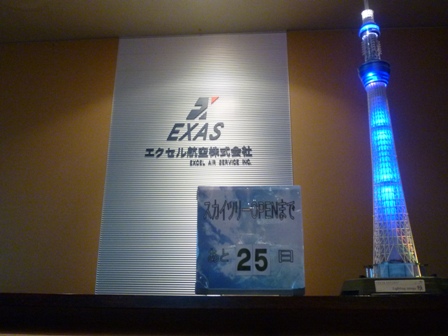 EXAS
エクセル航空株式会社
EXCEL AIR SERVICE INC.
スカイツリーOPENまで
あと 25 日